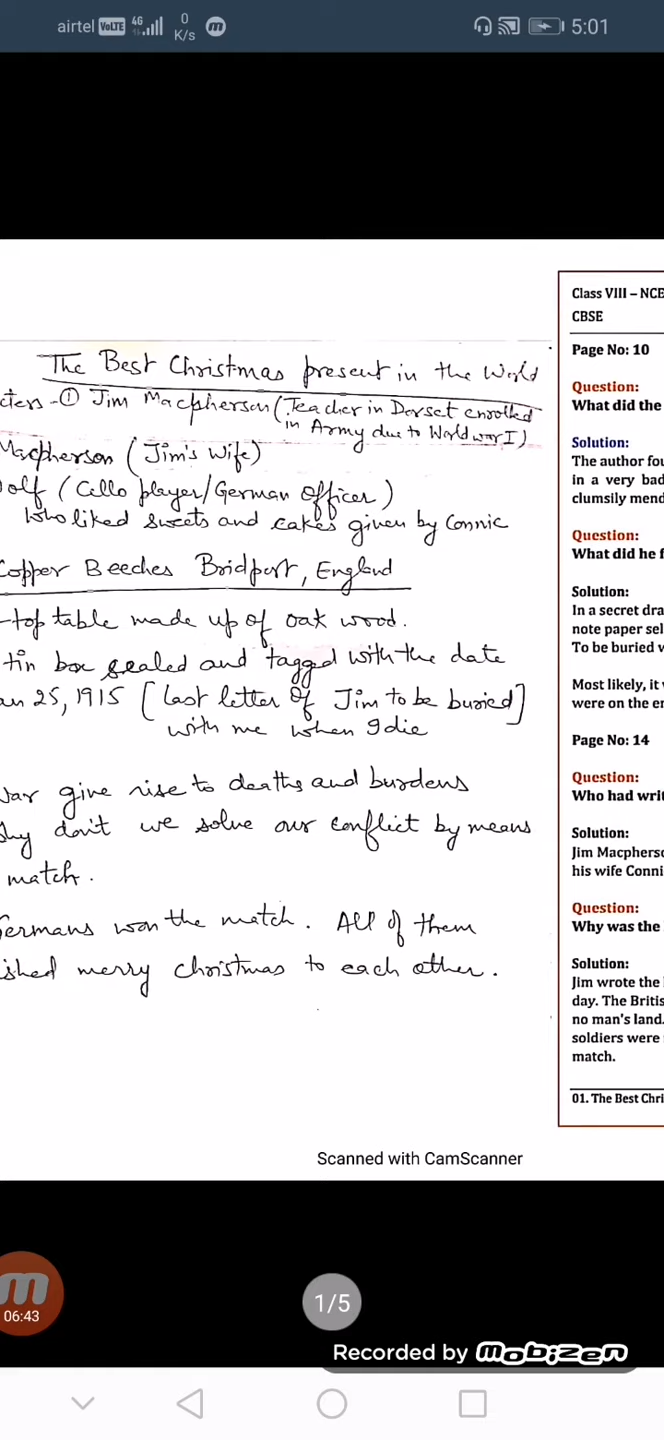 airtel VoLTE 4G 0 K/s m 5:01
The Best Christmas present in the World
cters - ① Jim Macpherson (Teacher in Dorset enrolled
in Army due to World war I)
Macpherson (Jim's Wife)
olf (Cello player/German officer)
who liked sweets and cakes given by Connie
Copper Beeches Bridport, England
-top table made up of oak wood.
tin box sealed and tagged with the date
an 25, 1915 [last letter of Jim to be buried]
with me when I die
ar give rise to deaths and burdens
hy don't we solve our conflict by means
match.
Germans won the match. All of them
ished merry christmas to each other.
Class VIII – NCE
CBSE
Page No: 10
Question:
What did the
Solution:
The author fou
in a very bad
clumsily mend
Question:
What did he f
Solution:
In a secret dra
note paper sel
To be buried w
Most likely, it
were on the en
Page No: 14
Question:
Who had writ
Solution:
Jim Macpherso
his wife Conni
Question:
Why was the
Solution:
Jim wrote the
day. The Britis
no man's land.
soldiers were
match.
01. The Best Chri
Scanned with CamScanner
m
06:43
1/5
Recorded by mobizen